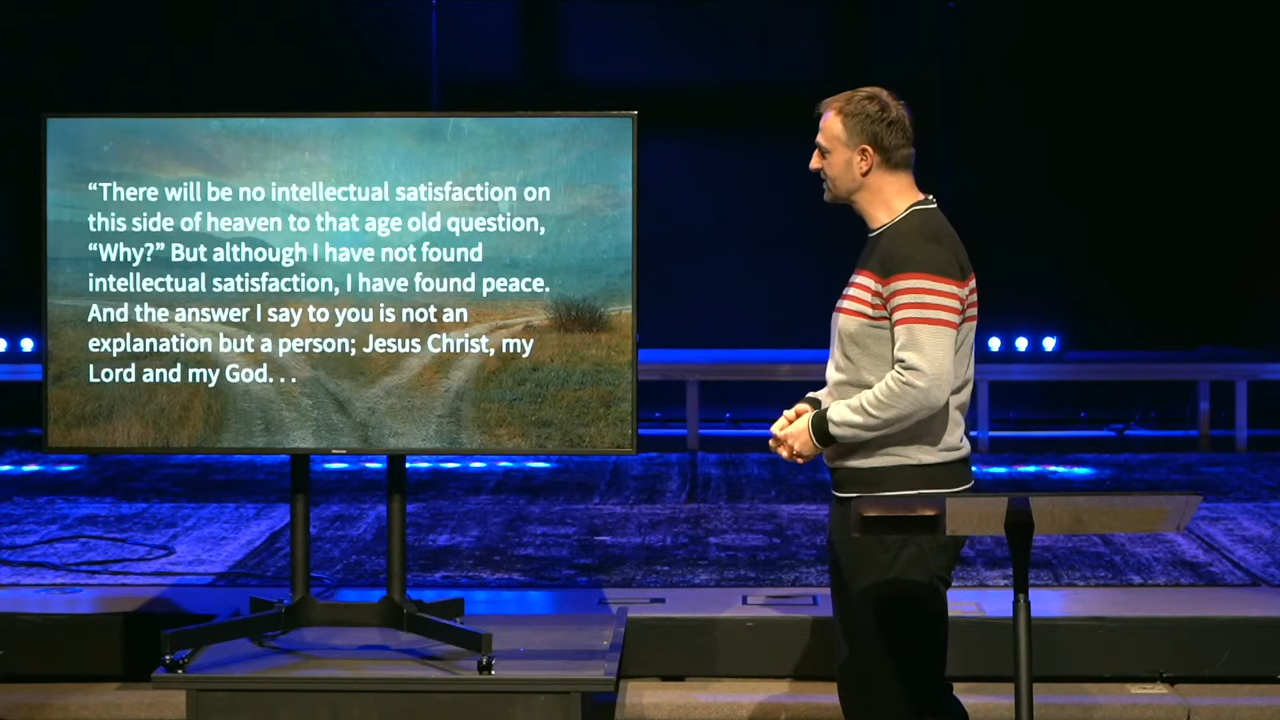 “There will be no intellectual satisfaction on
this side of heaven to that age old question,
“Why?” But although I have not found
intellectual satisfaction, I have found peace.
And the answer I say to you is not an
explanation but a person; Jesus Christ, my
Lord and my God. . .